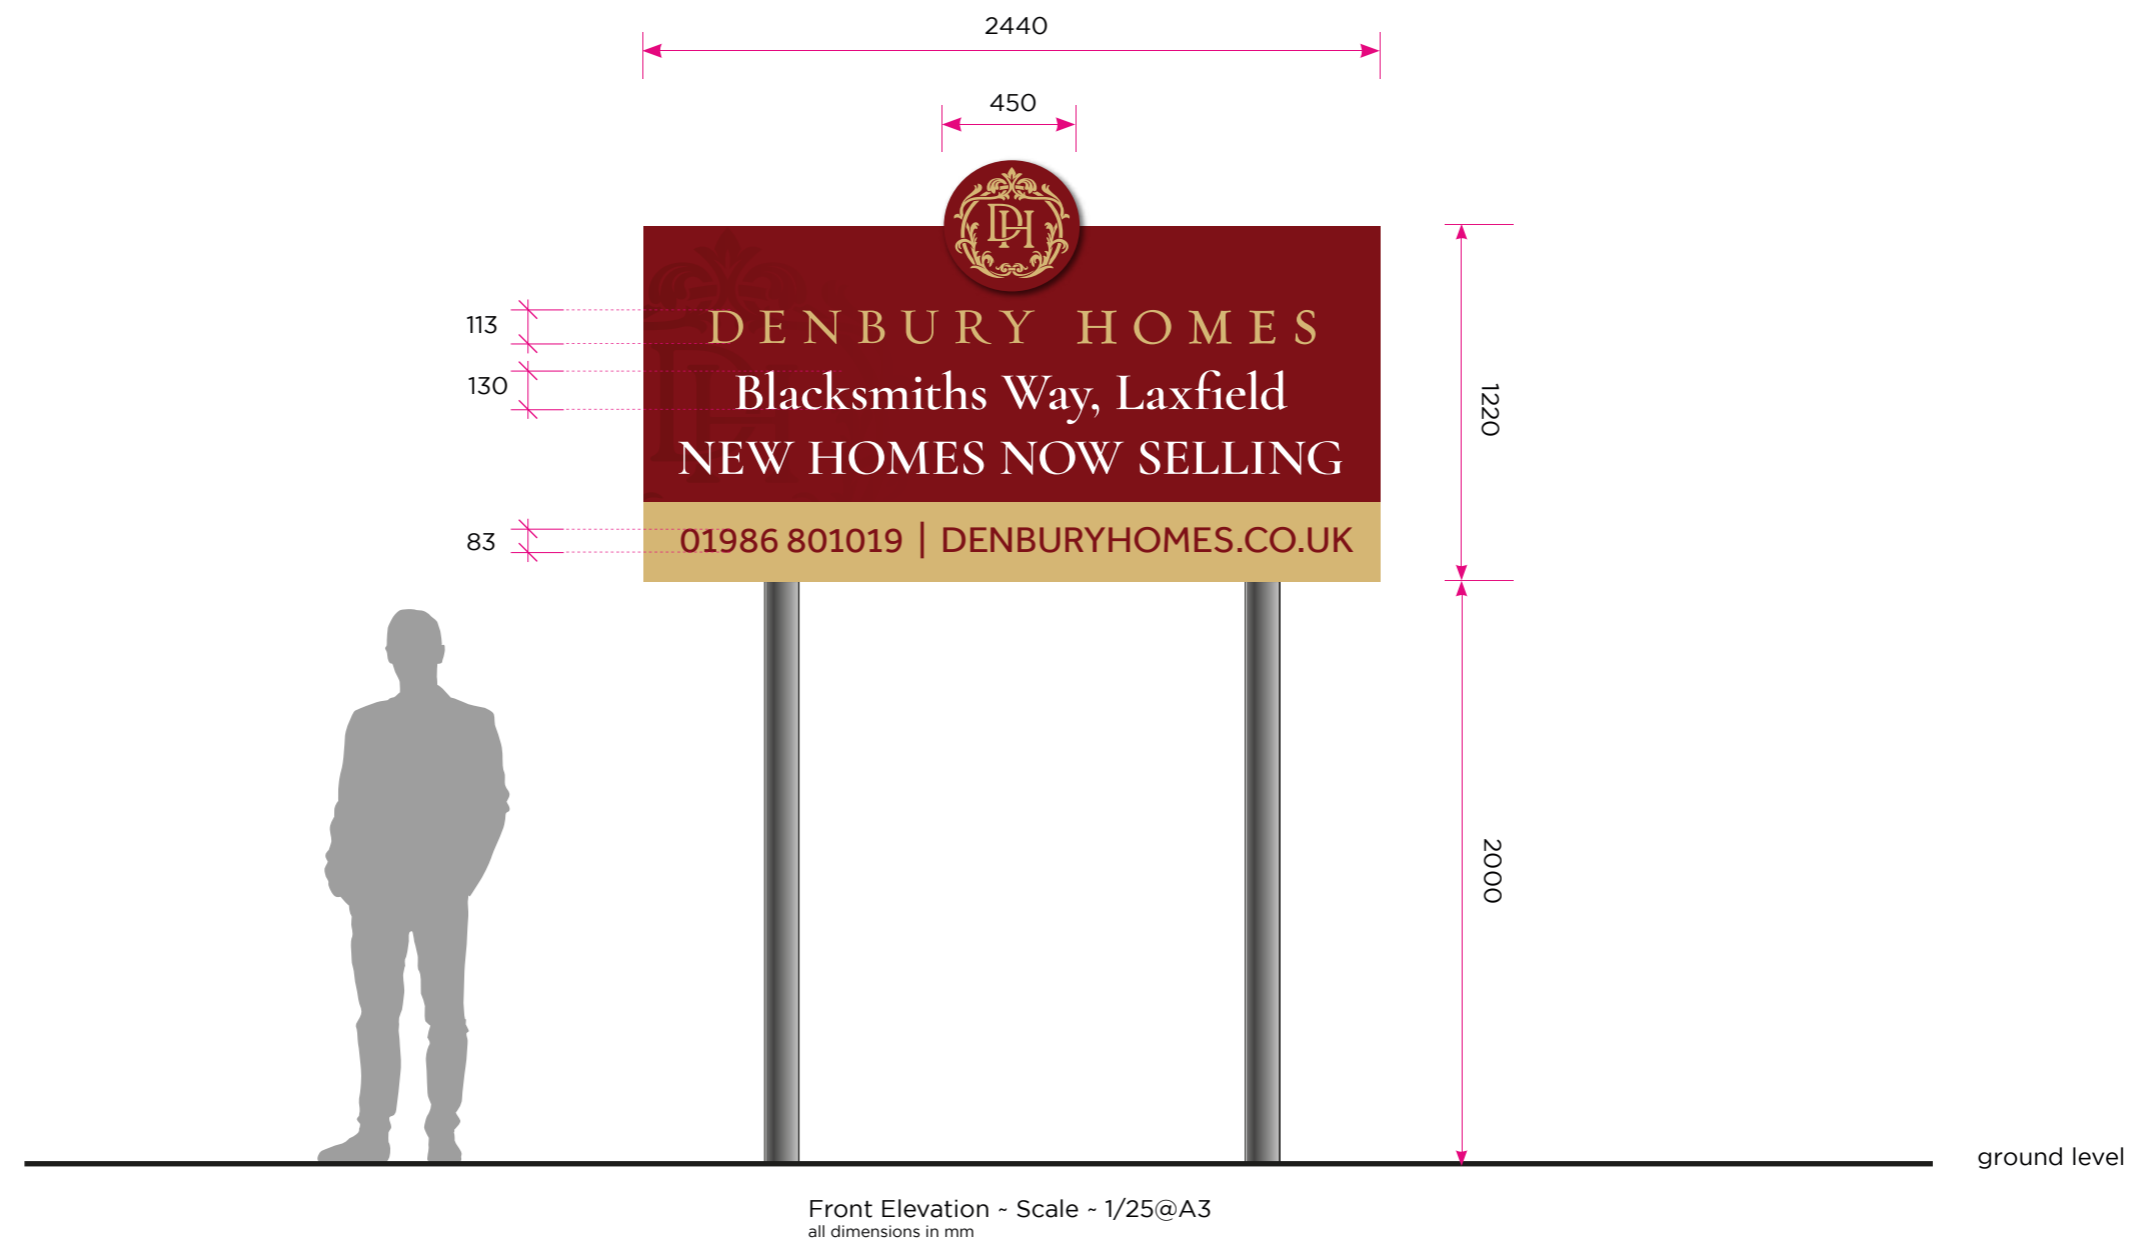 2440
450
DH
DENBURY HOMES
113
Blacksmiths Way, Laxfield
130
NEW HOMES NOW SELLING
1220
01986 801019 | DENBURYHOMES.CO.UK
83
2000
ground level
Front Elevation ~ Scale ~ 1/25@A3
all dimensions in mm